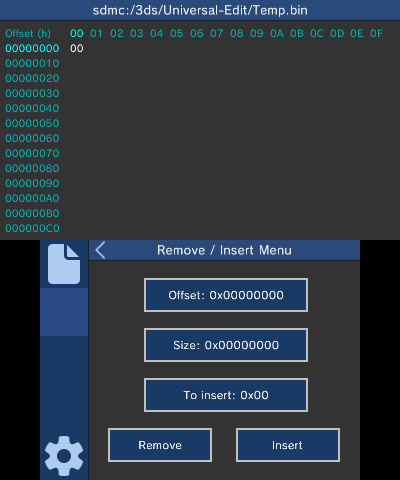 sdmc:/3ds/Universal-Edit/Temp.bin
Offset (h) 00 01 02 03 04 05 06 07 08 09 0A 0B 0C 0D 0E 0F
00000000 00
00000010
00000020
00000030
00000040
00000050
00000060
00000070
00000080
00000090
000000A0
000000B0
000000C0
Remove / Insert Menu
Offset: 0x00000000
Size: 0x00000000
To insert: 0x00
Remove Insert